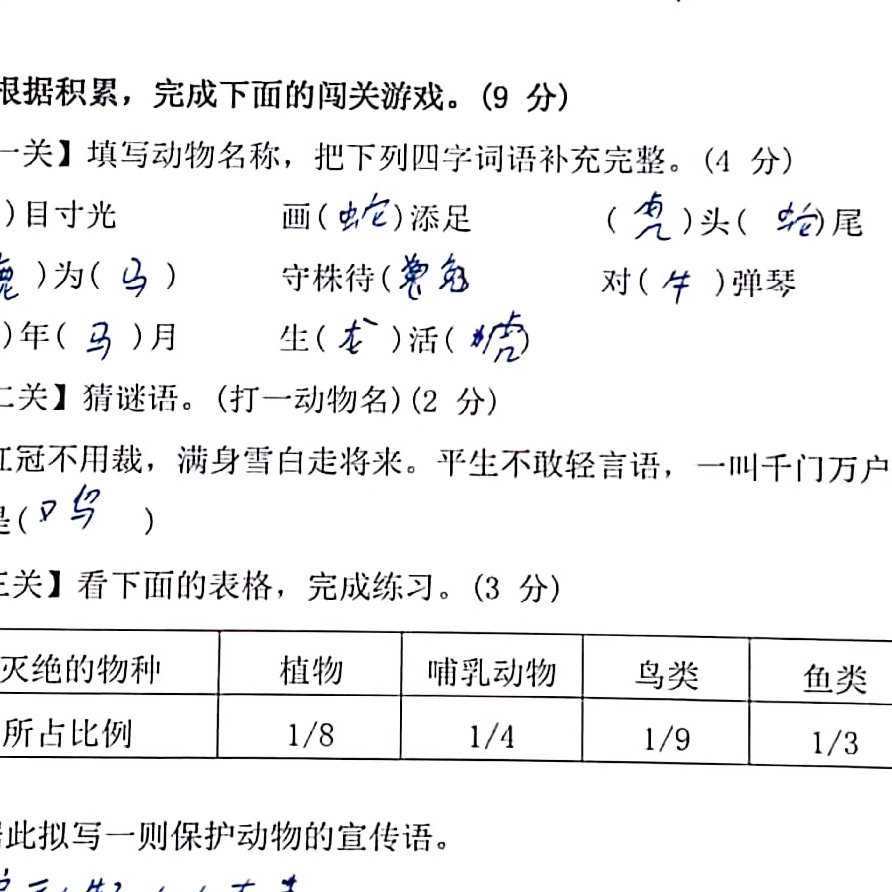 根据积累，完成下面的闯关游戏。(9 分)
一关】填写动物名称，把下列四字词语补充完整。(4 分)
)目寸光 画(蛇)添足 (虎)头(蛇)尾
鹿)为(马) 守株待(兔 对(牛)弹琴
)年(马)月 生(龙)活(虎)
二关】猜谜语。(打一动物名)(2 分)
红冠不用裁，满身雪白走将来。平生不敢轻言语，一叫千门万户
是(鸡)
三关】看下面的表格，完成练习。(3 分)
灭绝的物种 植物 哺乳动物 鸟类 鱼类
所占比例 1/8 1/4 1/9 1/3
据此拟写一则保护动物的宣传语。